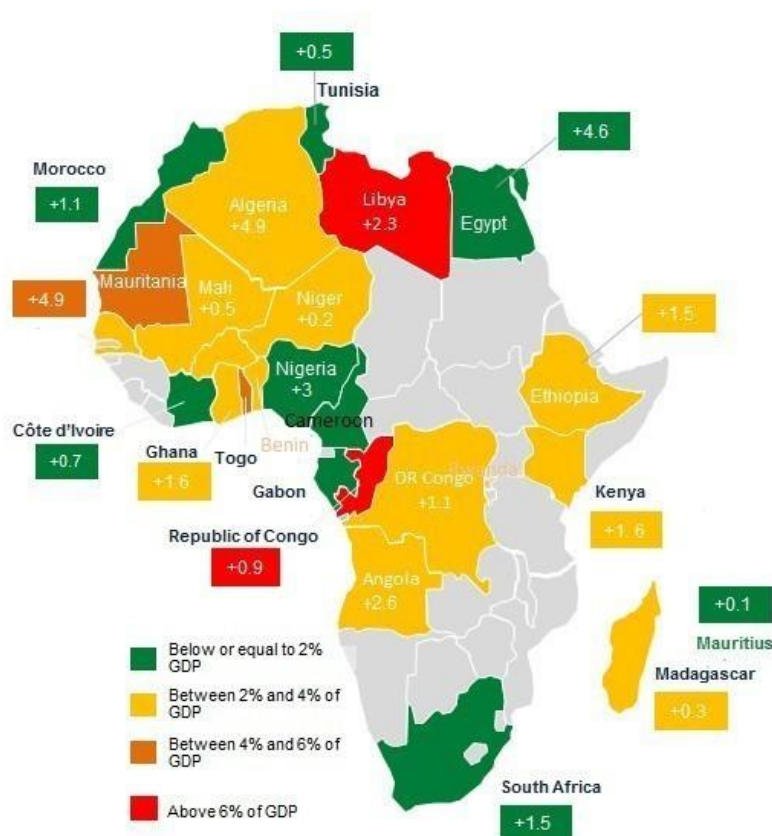 +0.5
Tunisia
+4.6
Morocco
+1.1
Algeria
+4.9
Libya
+2.3
Egypt
Mauritania
+4.9
Mali
+0.5
Niger
+0.2
+1.5
Nigeria
+3
Ethiopia
Côte d'Ivoire
+0.7
Cameroon
Ghana
+1.6
Togo
Benin
Gabon
DR Congo
+1.1
Rwanda
Kenya
+1. 6
Republic of Congo
+0.9
Angola
+2.6
+0.1
Mauritius
Madagascar
+0.3
Below or equal to 2%
GDP
Between 2% and 4% of
GDP
Between 4% and 6% of
GDP
Above 6% of GDP
South Africa
+1.5